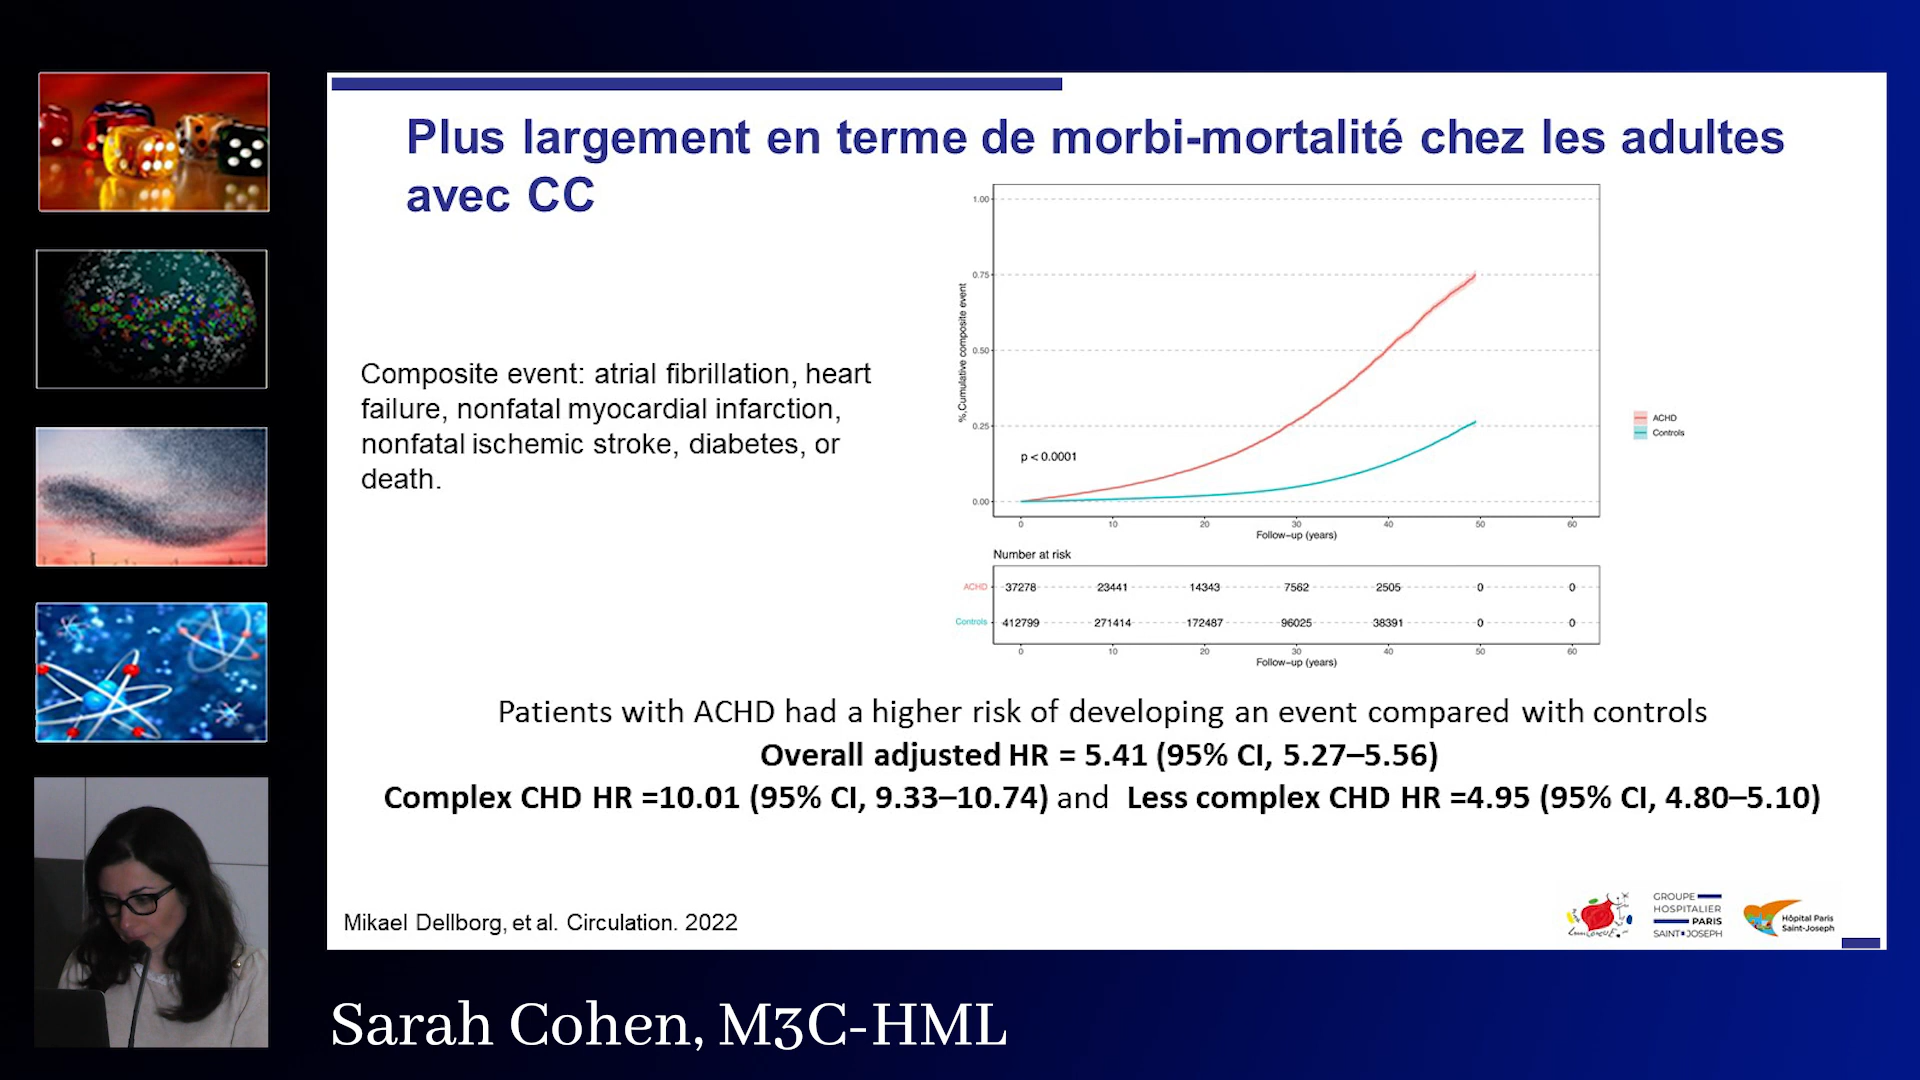 Plus largement en terme de morbi-mortalité chez les adultes
avec CC
Composite event: atrial fibrillation, heart
failure, nonfatal myocardial infarction,
nonfatal ischemic stroke, diabetes, or
death.
%,Cumulative composite event
1.00
0.75
0.50
0.25
0.00
p < 0.0001
0 10 20 30 40 50 60
Follow-up (years)
ACHD
Controls
Number at risk
ACHD 37278 23441 14343 7562 2505 0 0
Controls 412799 271414 172487 96025 38391 0 0
0 10 20 30 40 50 60
Follow-up (years)
Patients with ACHD had a higher risk of developing an event compared with controls
Overall adjusted HR = 5.41 (95% CI, 5.27–5.56)
Complex CHD HR =10.01 (95% CI, 9.33–10.74) and Less complex CHD HR =4.95 (95% CI, 4.80–5.10)
Mikael Dellborg, et al. Circulation. 2022
GROUPE
HOSPITALIER
PARIS
SAINT JOSEPH
Hôpital Paris
Saint-Joseph
Sarah Cohen, M3C-HML